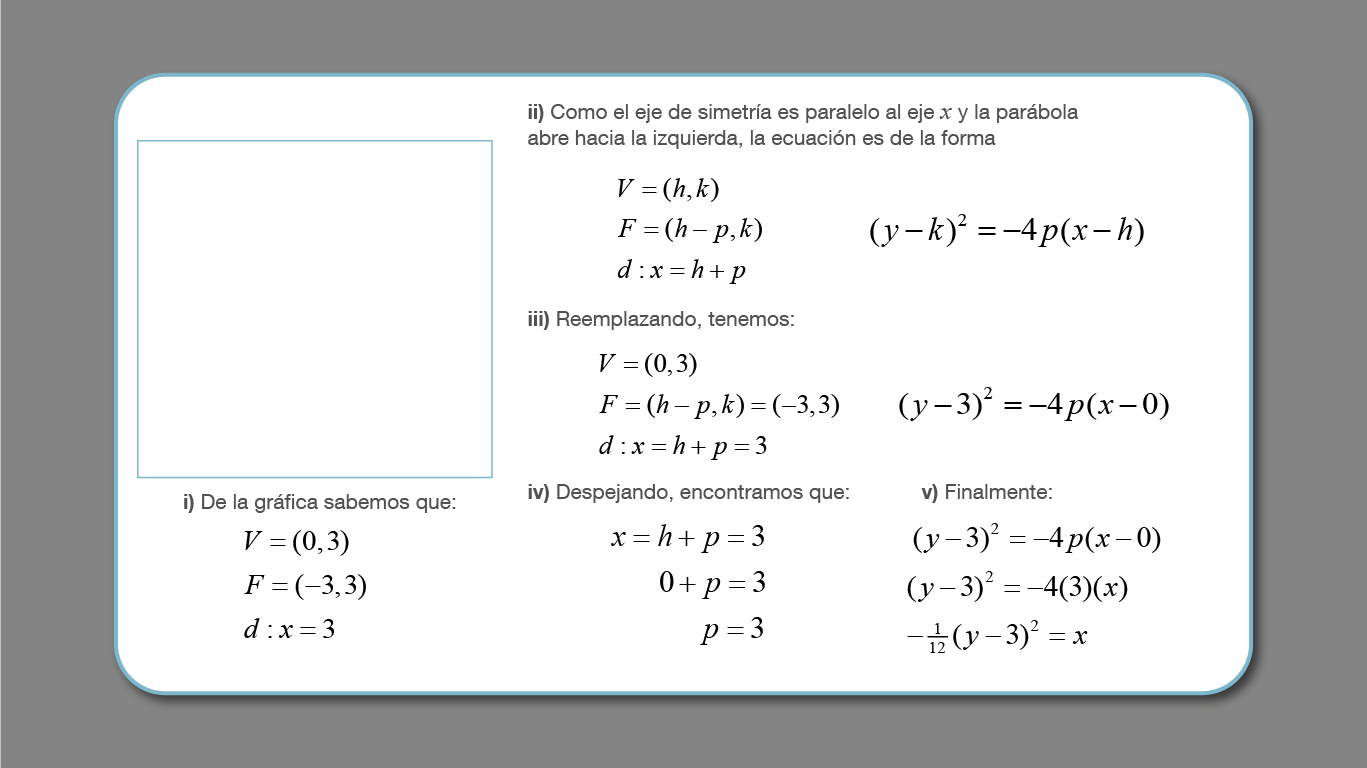 i) De la gráfica sabemos que:
V = (0, 3)
F = (−3, 3)
d : x = 3
ii) Como el eje de simetría es paralelo al eje x y la parábola
abre hacia la izquierda, la ecuación es de la forma
V = (h, k)
F = (h − p, k)
d : x = h + p
(y − k)² = −4p(x − h)
iii) Reemplazando, tenemos:
V = (0, 3)
F = (h − p, k) = (−3, 3)
d : x = h + p = 3
(y − 3)² = −4p(x − 0)
iv) Despejando, encontramos que:
x = h + p = 3
0 + p = 3
p = 3
v) Finalmente:
(y − 3)² = −4p(x − 0)
(y − 3)² = −4(3)(x)
−1/12(y − 3)² = x